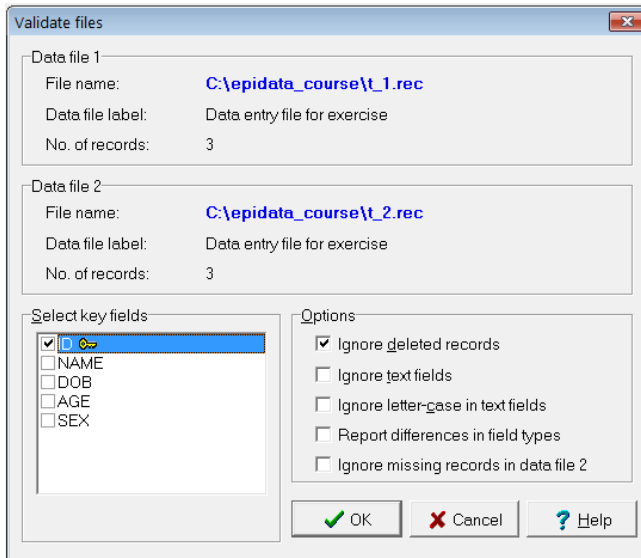 Validate files
Data file 1
File name: C:\epidata_course\t_1.rec
Data file label: Data entry file for exercise
No. of records: 3
Data file 2
File name: C:\epidata_course\t_2.rec
Data file label: Data entry file for exercise
No. of records: 3
Select key fields
D
NAME
DOB
AGE
SEX
Options
Ignore deleted records
Ignore text fields
Ignore letter-case in text fields
Report differences in field types
Ignore missing records in data file 2
OK Cancel Help